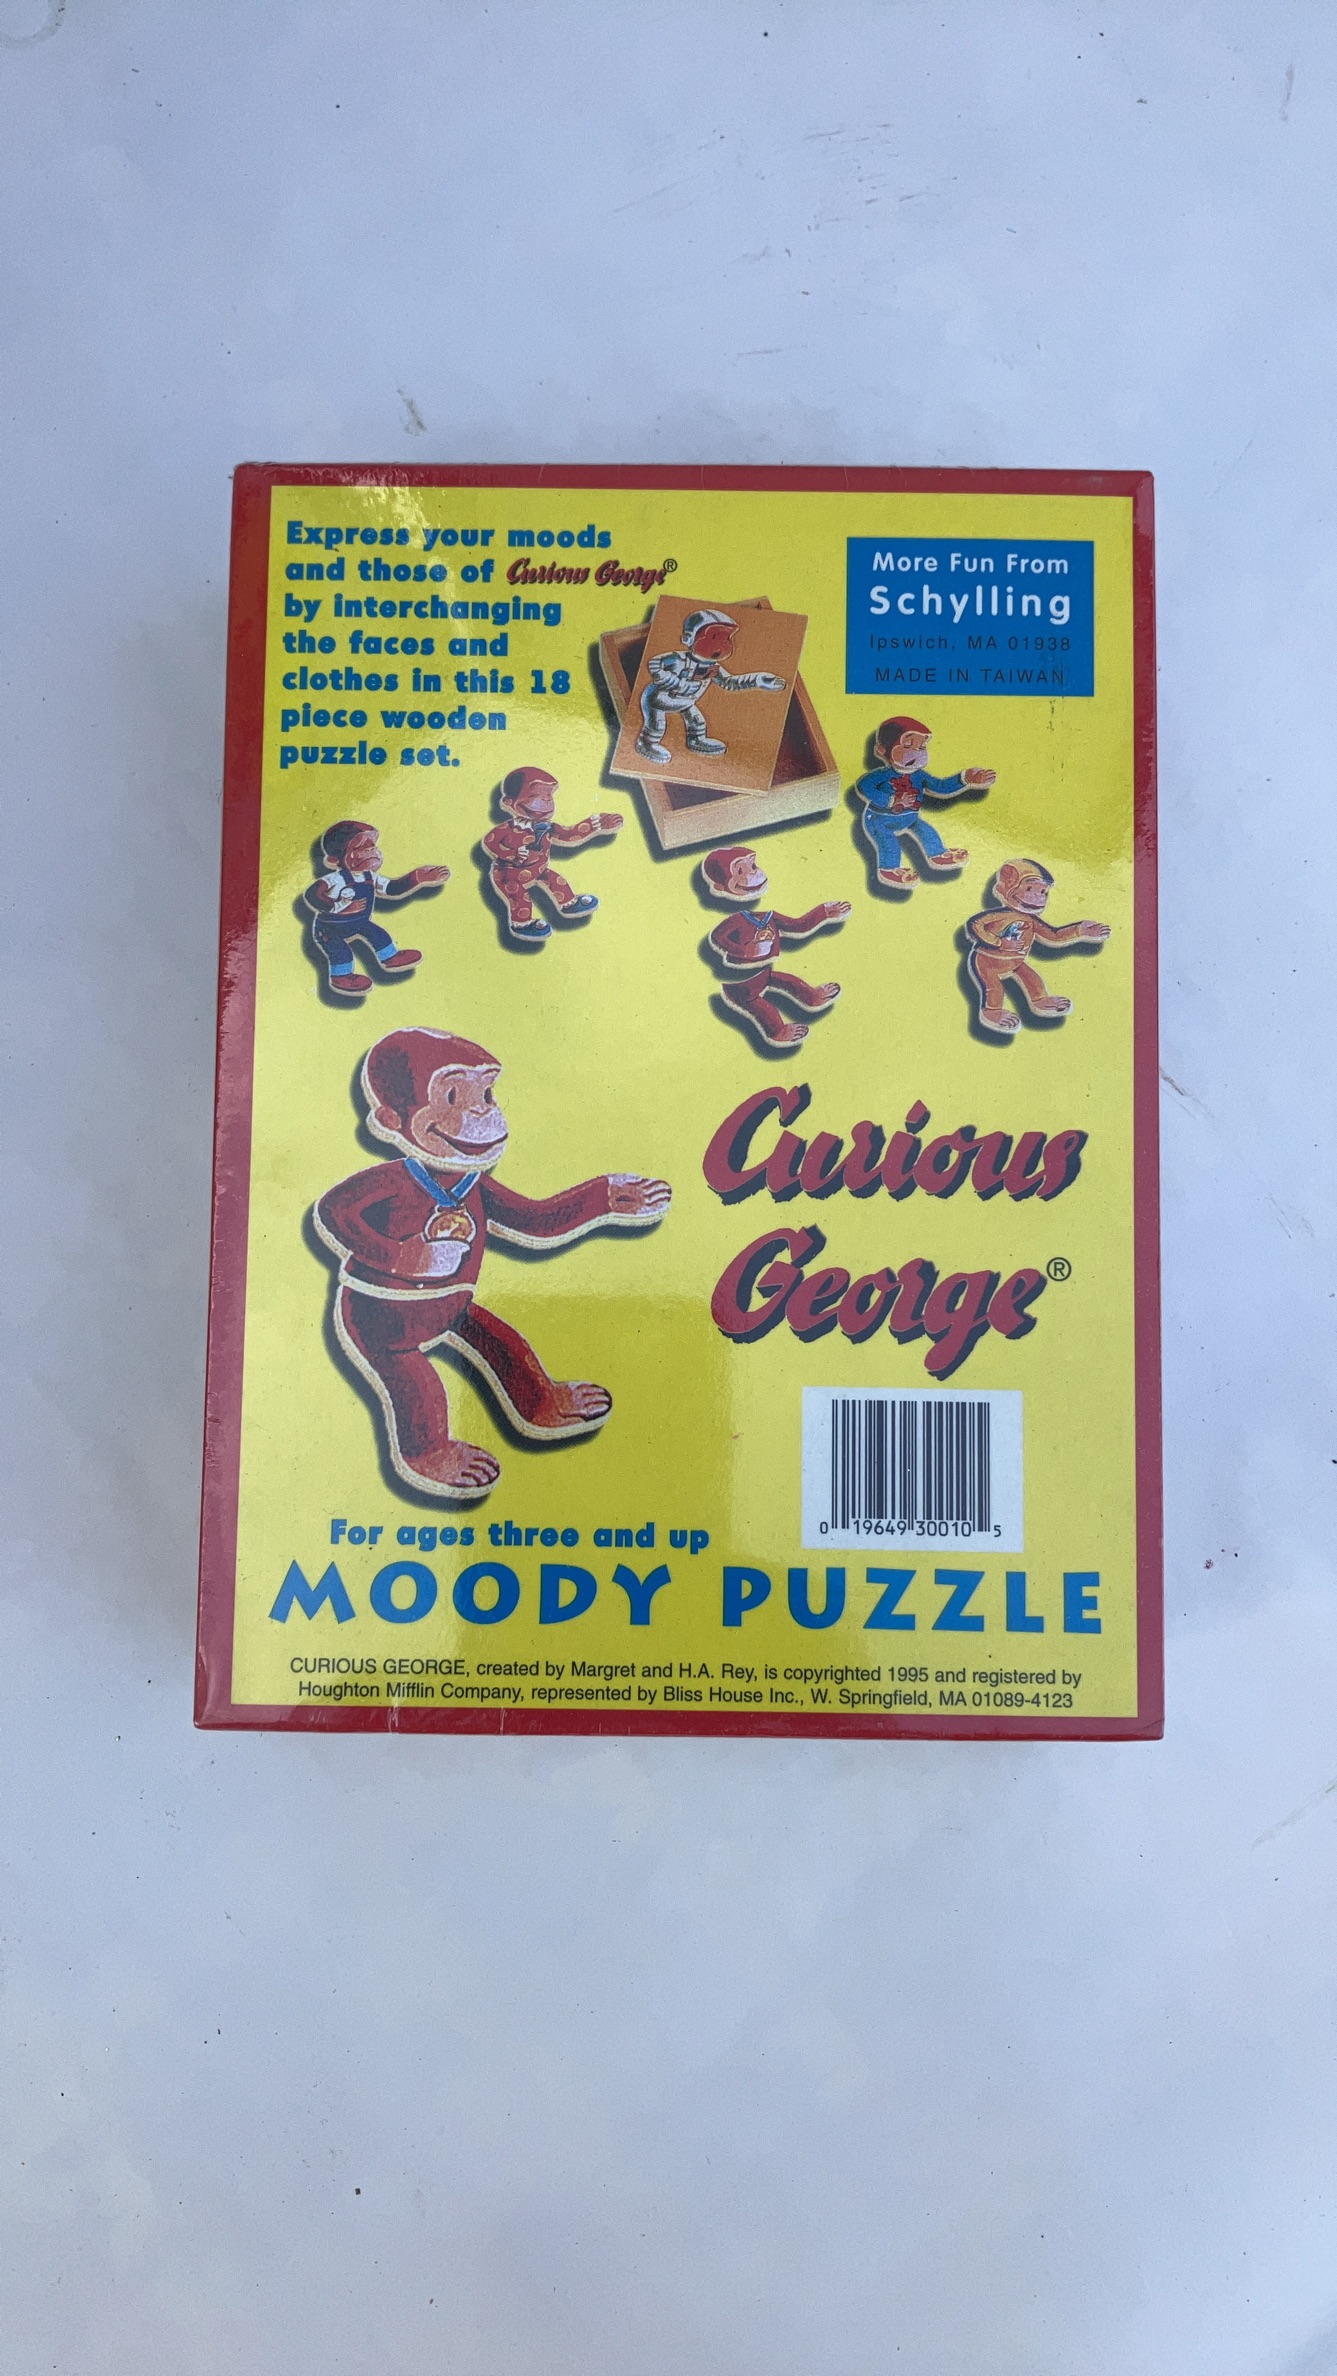 Express your moods
and those of Curious George®
by interchanging
the faces and
clothes in this 18
piece wooden
puzzle set.
More Fun From
Schylling
Ipswich, MA 01938
MADE IN TAIWAN
Curious
George®
0 19649 30010 5
For ages three and up
MOODY PUZZLE
CURIOUS GEORGE, created by Margret and H.A. Rey, is copyrighted 1995 and registered by
Houghton Mifflin Company, represented by Bliss House Inc., W. Springfield, MA 01089-4123